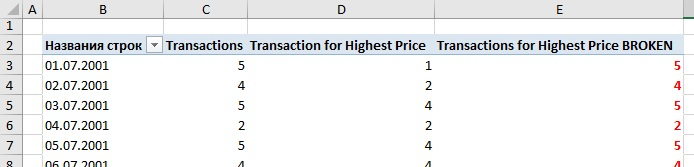 A B C D E
1
2 Названия строк Transactions Transaction for Highest Price Transactions for Highest Price BROKEN
3 01.07.2001 5 1 5
4 02.07.2001 4 2 4
5 03.07.2001 5 4 5
6 04.07.2001 2 2 2
7 05.07.2001 5 4 5
8 06.07.2001 4 4 4